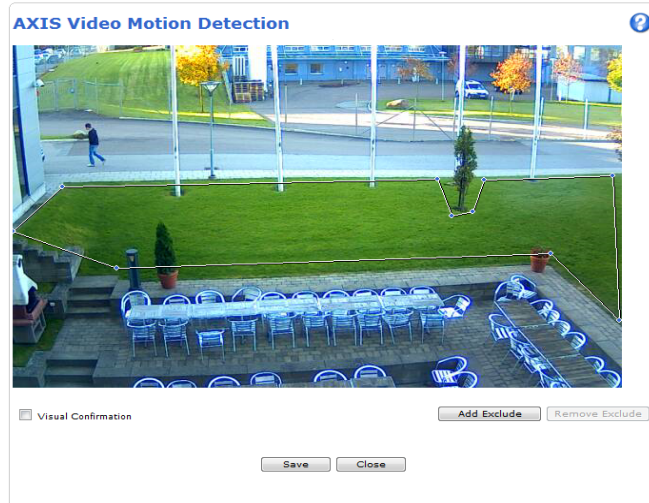 AXIS Video Motion Detection
?
Visual Confirmation
Add Exclude
Remove Exclude
Save
Close